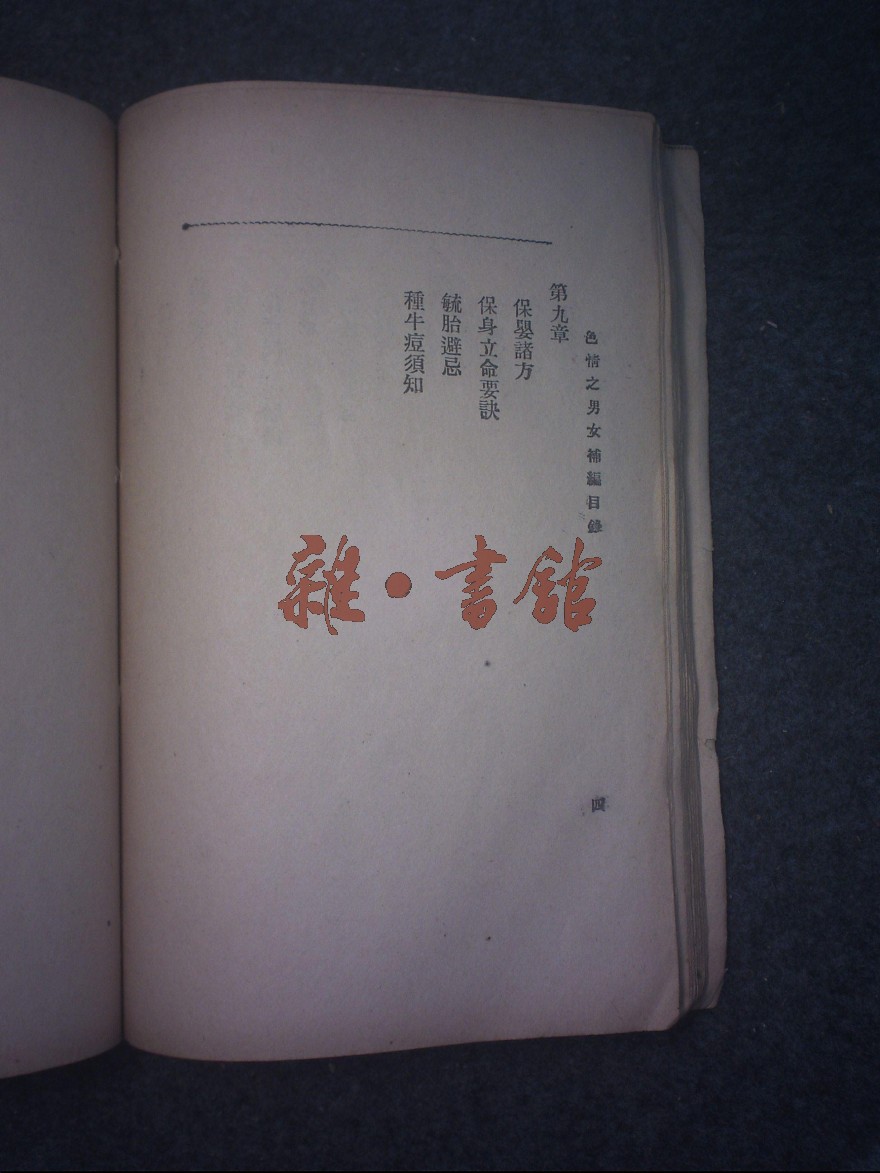 色情之男女補編目錄
第九章
保嬰諸方
保身立命要訣
毓胎避忌
種牛痘須知
四
雜·書館